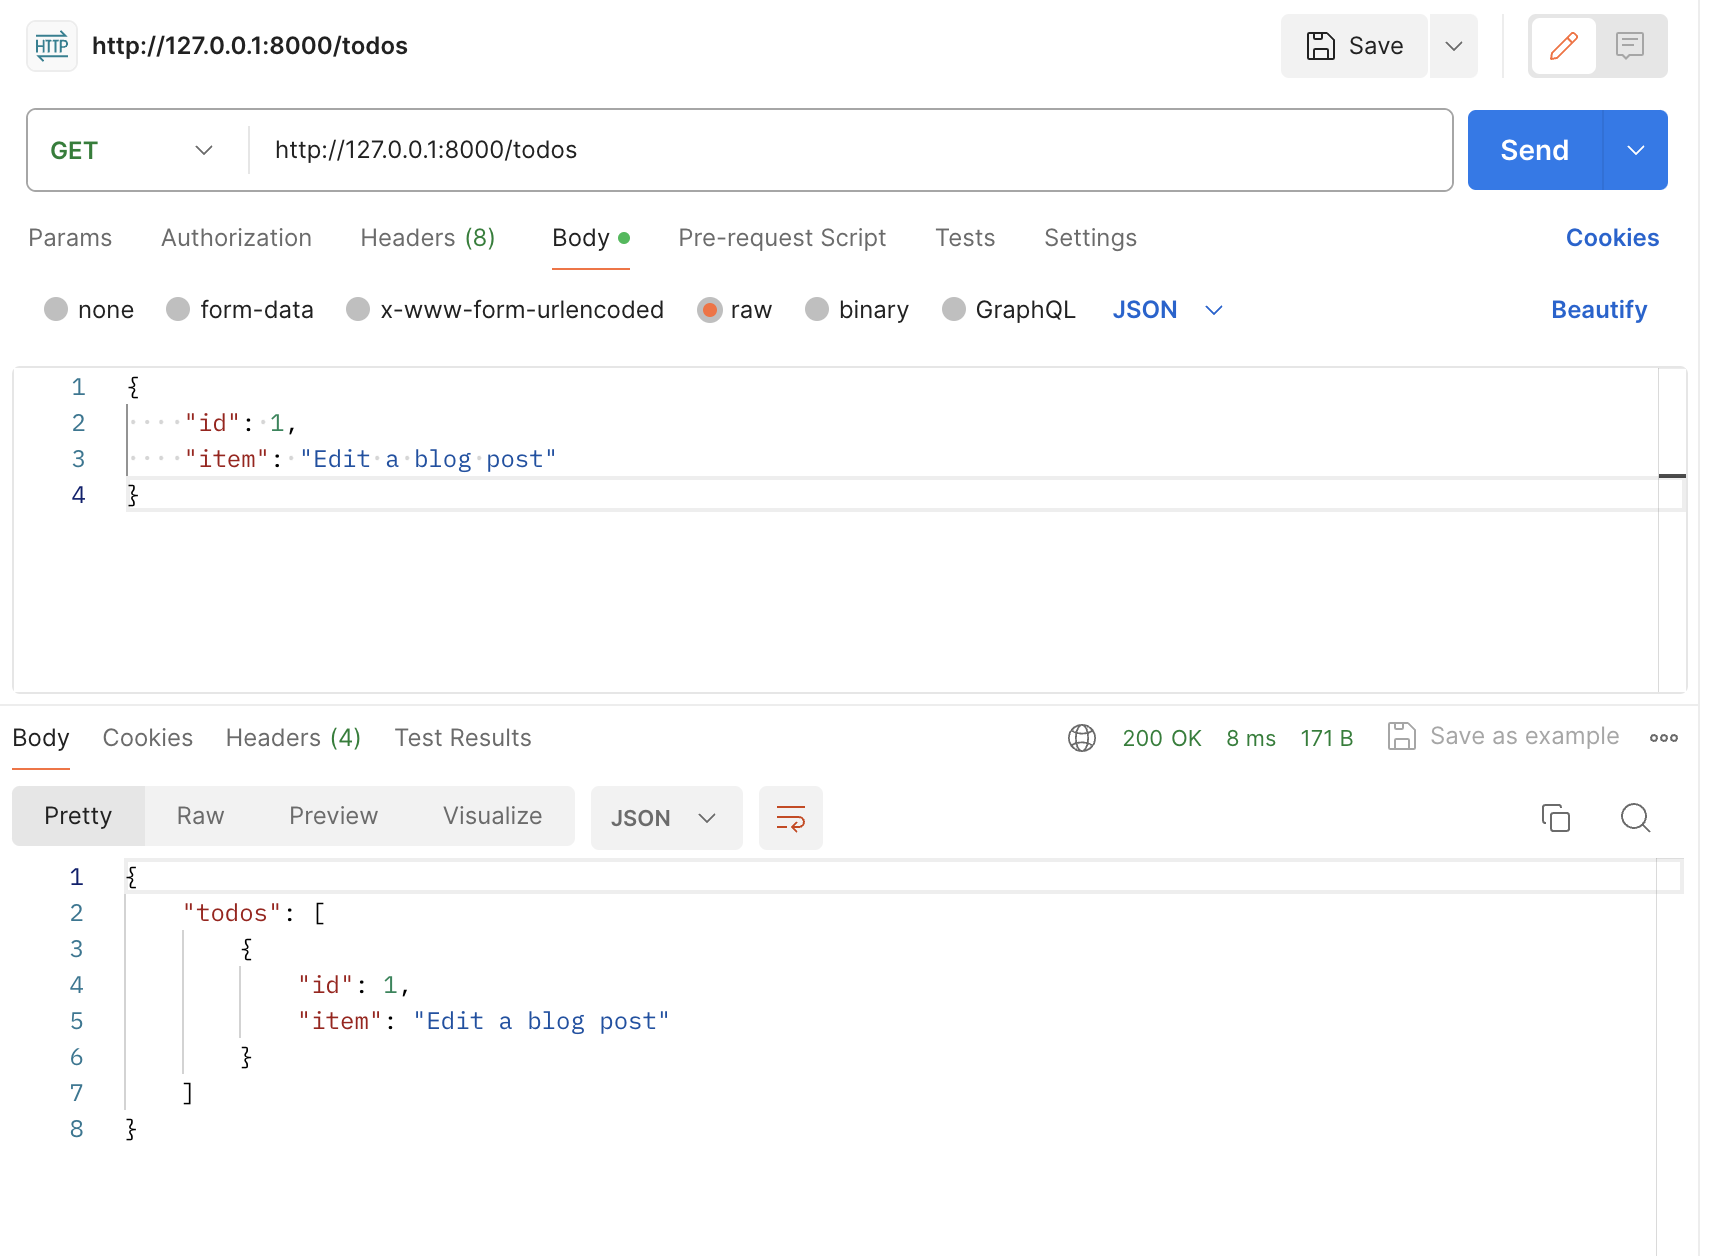 HTTP http://127.0.0.1:8000/todos Save
GET http://127.0.0.1:8000/todos Send
Params Authorization Headers (8) Body Pre-request Script Tests Settings Cookies
none form-data x-www-form-urlencoded raw binary GraphQL JSON Beautify
1 {
2 "id": 1,
3 "item": "Edit a blog post"
4 }
Body Cookies Headers (4) Test Results 200 OK 8 ms 171 B Save as example
Pretty Raw Preview Visualize JSON
1 {
2 "todos": [
3 {
4 "id": 1,
5 "item": "Edit a blog post"
6 }
7 ]
8 }